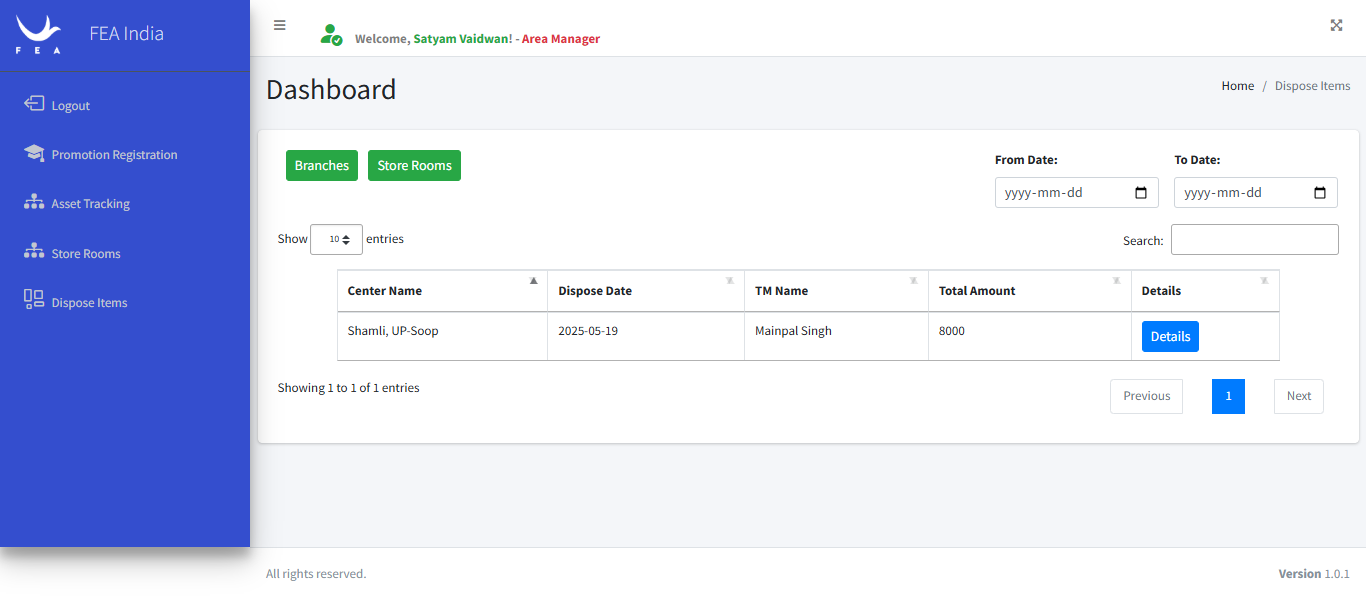 FEA
FEA India
Logout
Promotion Registration
Asset Tracking
Store Rooms
Dispose Items
Welcome, Satyam Vaidwan! - Area Manager
Dashboard
Home / Dispose Items
Branches Store Rooms
From Date: To Date:
yyyy-mm-dd yyyy-mm-dd
Show 10 entries Search:
Center Name Dispose Date TM Name Total Amount Details
Shamli, UP-Soop 2025-05-19 Mainpal Singh 8000 Details
Showing 1 to 1 of 1 entries Previous 1 Next
All rights reserved. Version 1.0.1